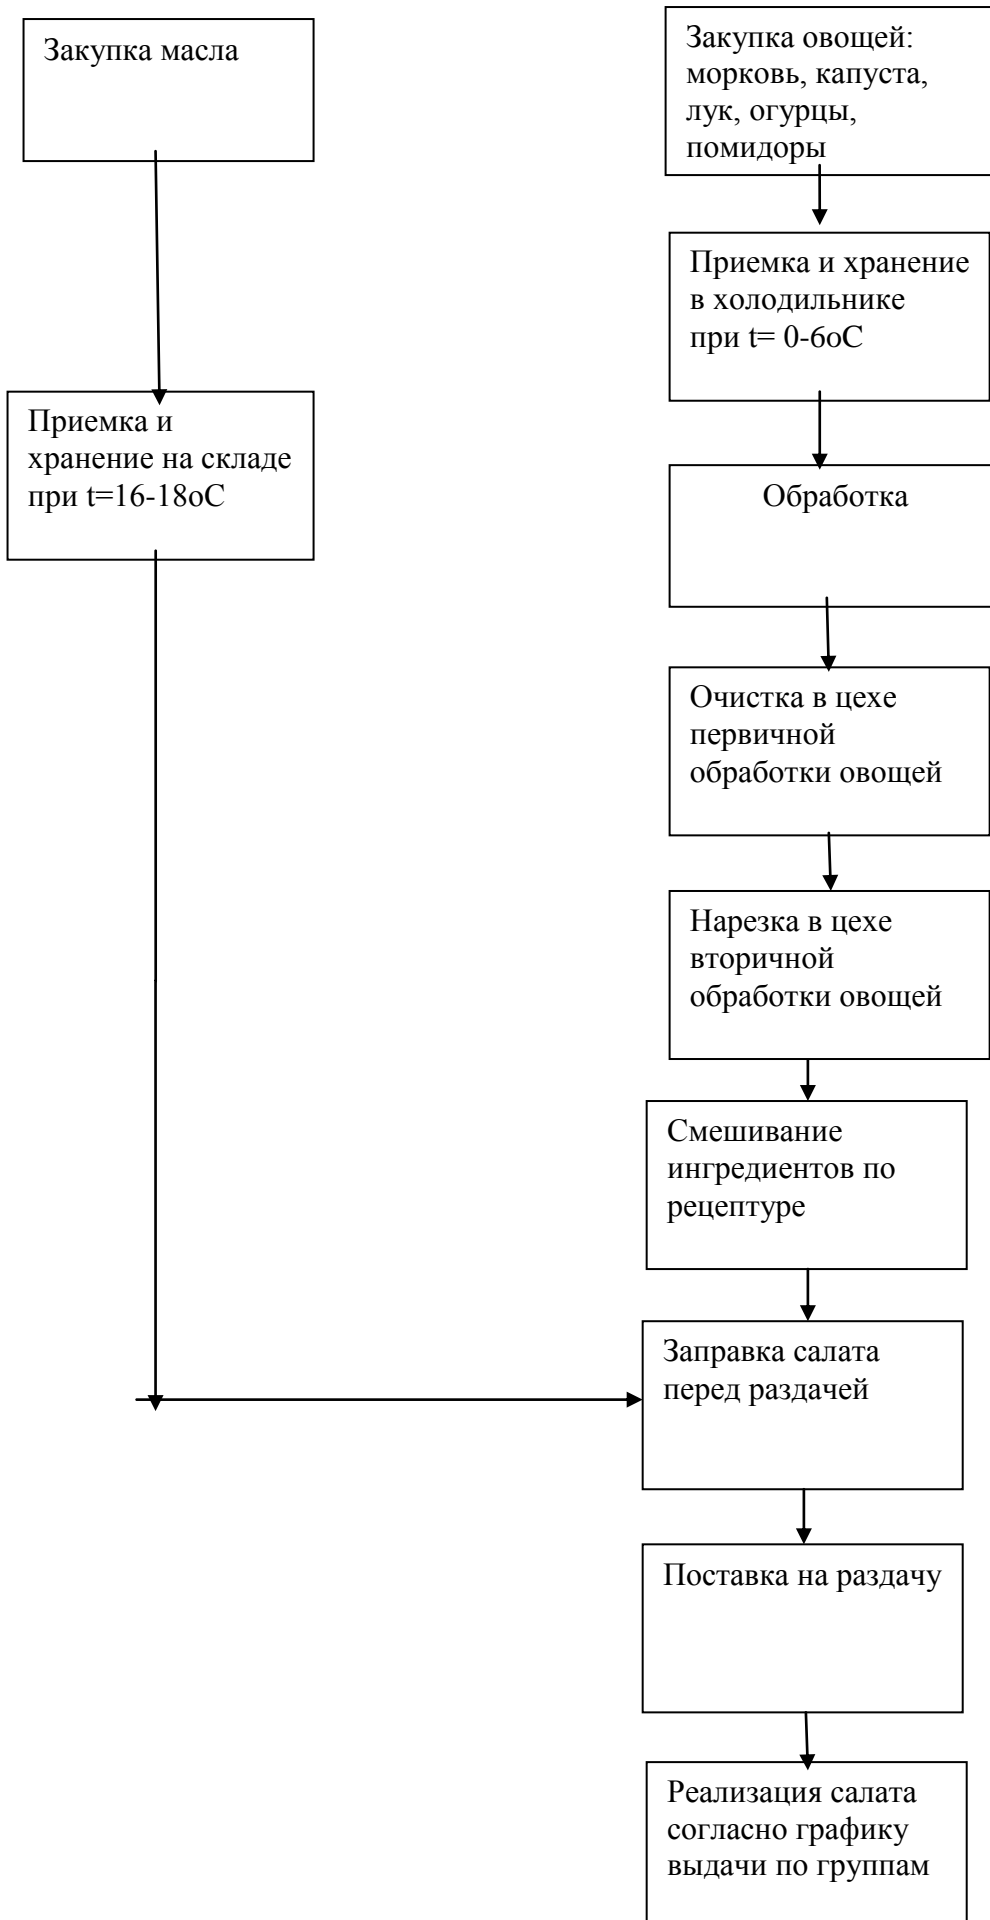 Закупка масла
Закупка овощей:
морковь, капуста,
лук, огурцы,
помидоры
Приемка и хранение
в холодильнике
при t= 0-6оС
Приемка и
хранение на складе
при t=16-18оС
Обработка
Очистка в цехе
первичной
обработки овощей
Нарезка в цехе
вторичной
обработки овощей
Смешивание
ингредиентов по
рецептуре
Заправка салата
перед раздачей
Поставка на раздачу
Реализация салата
согласно графику
выдачи по группам